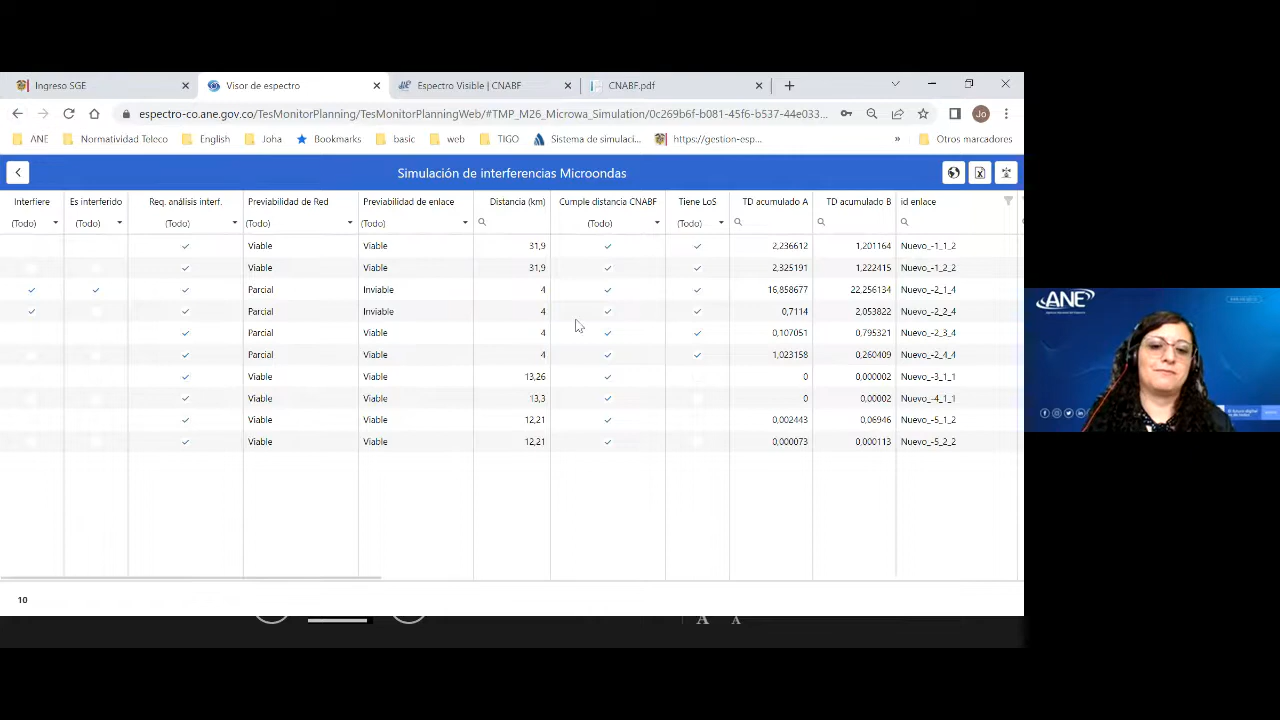 Ingreso SGE
Visor de espectro
Espectro Visible | CNABF
CNABF.pdf
espectro-co.ane.gov.co/TesMonitorPlanning/TesMonitorPlanningWeb/#TMP_M26_Microwa_Simulation/0c269b6f-b081-45f6-b537-44e033...
Jo
ANE
Normatividad Teleco
English
Joha
Bookmarks
basic
web
TIGO
Sistema de simulaci...
https://gestion-esp...
»
Otros marcadores
Simulación de interferencias Microondas
Interfiere Es interferido Req. análisis interf. Previabilidad de Red Previabilidad de enlace Distancia (km) Cumple distancia CNABF Tiene LoS TD acumulado A TD acumulado B id enlace
(Todo) (Todo) (Todo) (Todo) (Todo) (Todo) (Todo)
✓ Viable Viable 31,9 ✓ ✓ 2,236612 1,201164 Nuevo_-1_1_2
✓ Viable Viable 31,9 ✓ ✓ 2,325191 1,222415 Nuevo_-1_2_2
✓ ✓ ✓ Parcial Inviable 4 ✓ ✓ 16,858677 22,256134 Nuevo_-2_1_4
✓ ✓ Parcial Inviable 4 ✓ ✓ 0,7114 2,053822 Nuevo_-2_2_4
✓ Parcial Viable 4 ✓ ✓ 0,107051 0,795321 Nuevo_-2_3_4
✓ Parcial Viable 4 ✓ ✓ 1,023158 0,260409 Nuevo_-2_4_4
✓ Viable Viable 13,26 ✓ 0 0,000002 Nuevo_-3_1_1
✓ Viable Viable 13,3 ✓ 0 0,00002 Nuevo_-4_1_1
✓ Viable Viable 12,21 ✓ 0,002443 0,06946 Nuevo_-5_1_2
✓ Viable Viable 12,21 ✓ 0,000073 0,000113 Nuevo_-5_2_2
10
A A
ANE